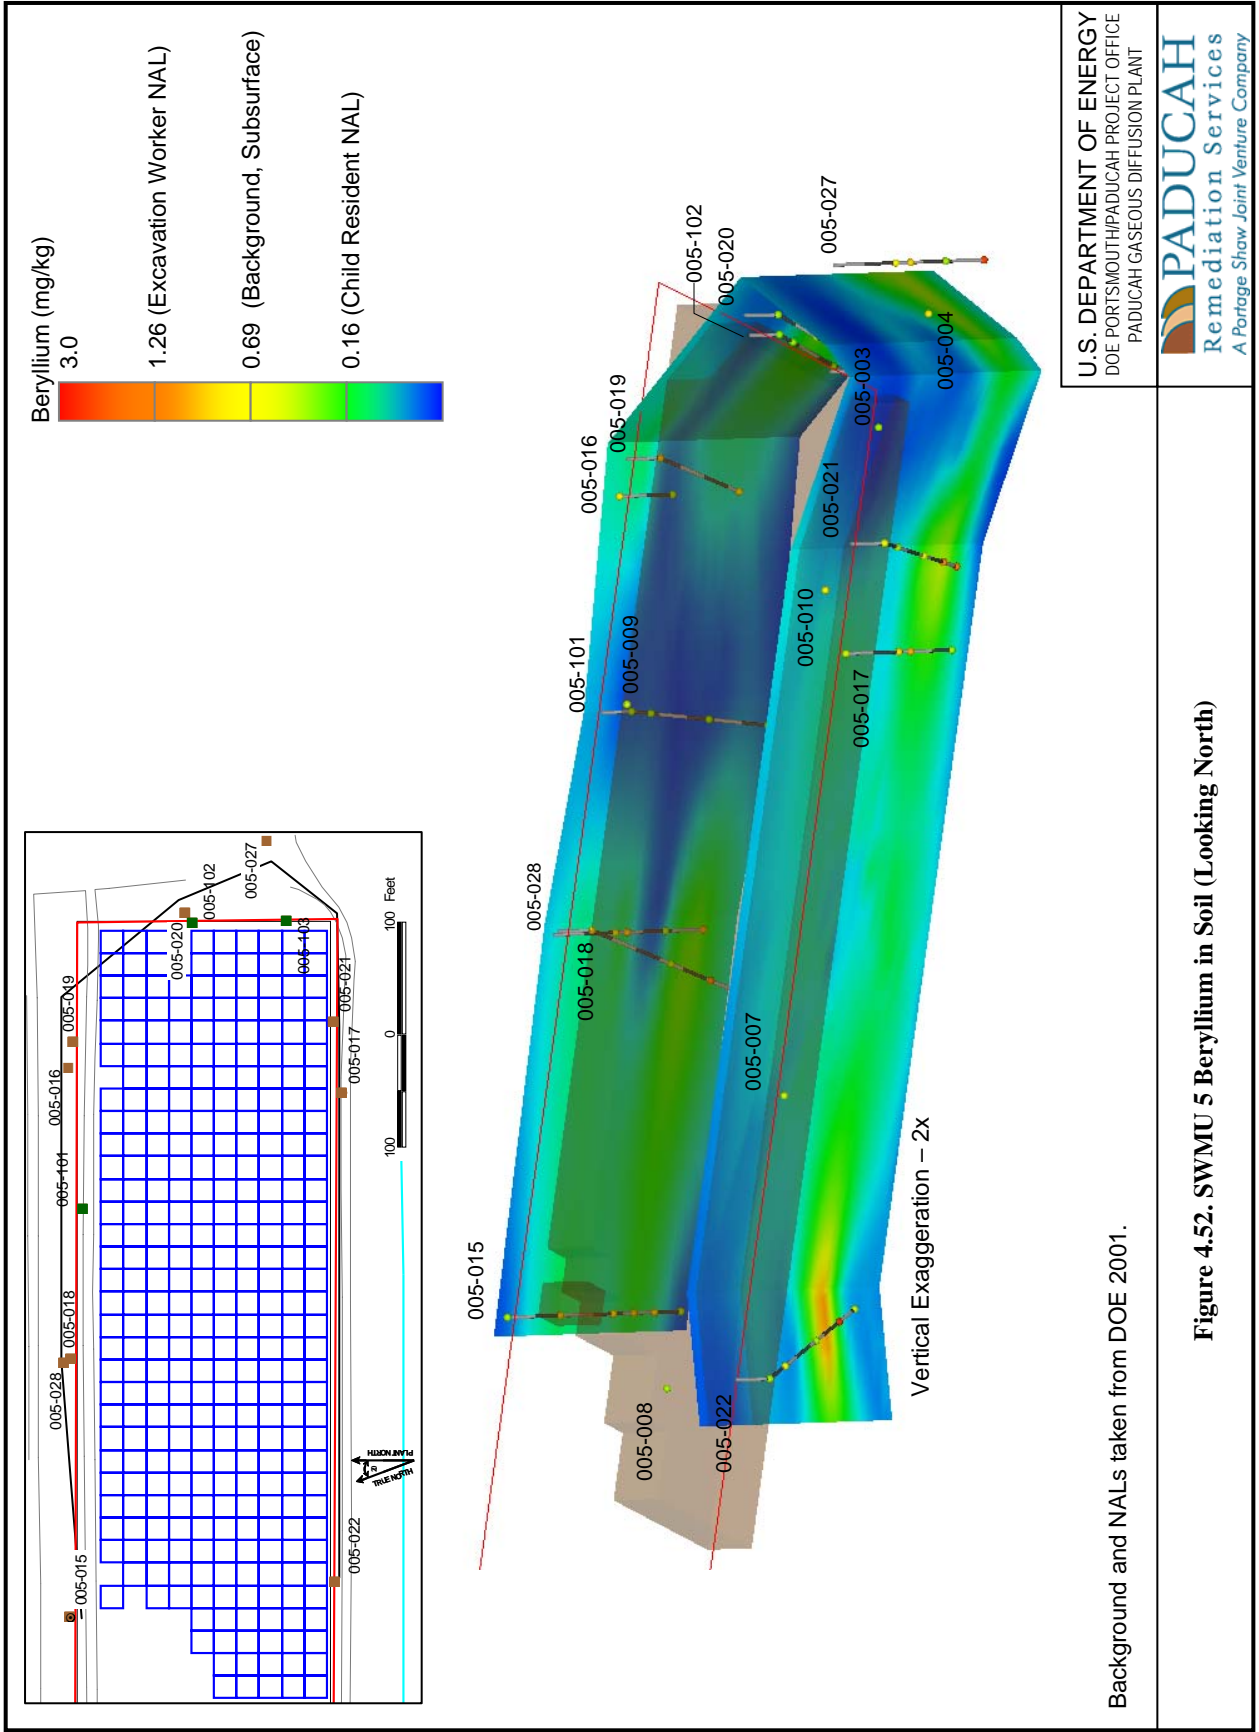 Beryllium (mg/kg)
3.0
1.26 (Excavation Worker NAL)
0.69 (Background, Subsurface)
0.16 (Child Resident NAL)
005-015
005-028
005-018
005-101
005-016
005-019
005-020
005-102
005-027
005-103
005-021
005-017
005-022
TRUE NORTH
PLANT NORTH
100
0
100 Feet
005-015
005-028
005-018
005-101
005-009
005-016
005-019
005-102
005-020
005-027
005-008
005-022
005-007
005-010
005-017
005-021
005-003
005-004
Vertical Exaggeration – 2x
Background and NALs taken from DOE 2001.
U.S. DEPARTMENT OF ENERGY
DOE PORTSMOUTH/PADUCAH PROJECT OFFICE
PADUCAH GASEOUS DIFFUSION PLANT
Figure 4.52. SWMU 5 Beryllium in Soil (Looking North)
PADUCAH
Remediation Services
A Portage Shaw Joint Venture Company